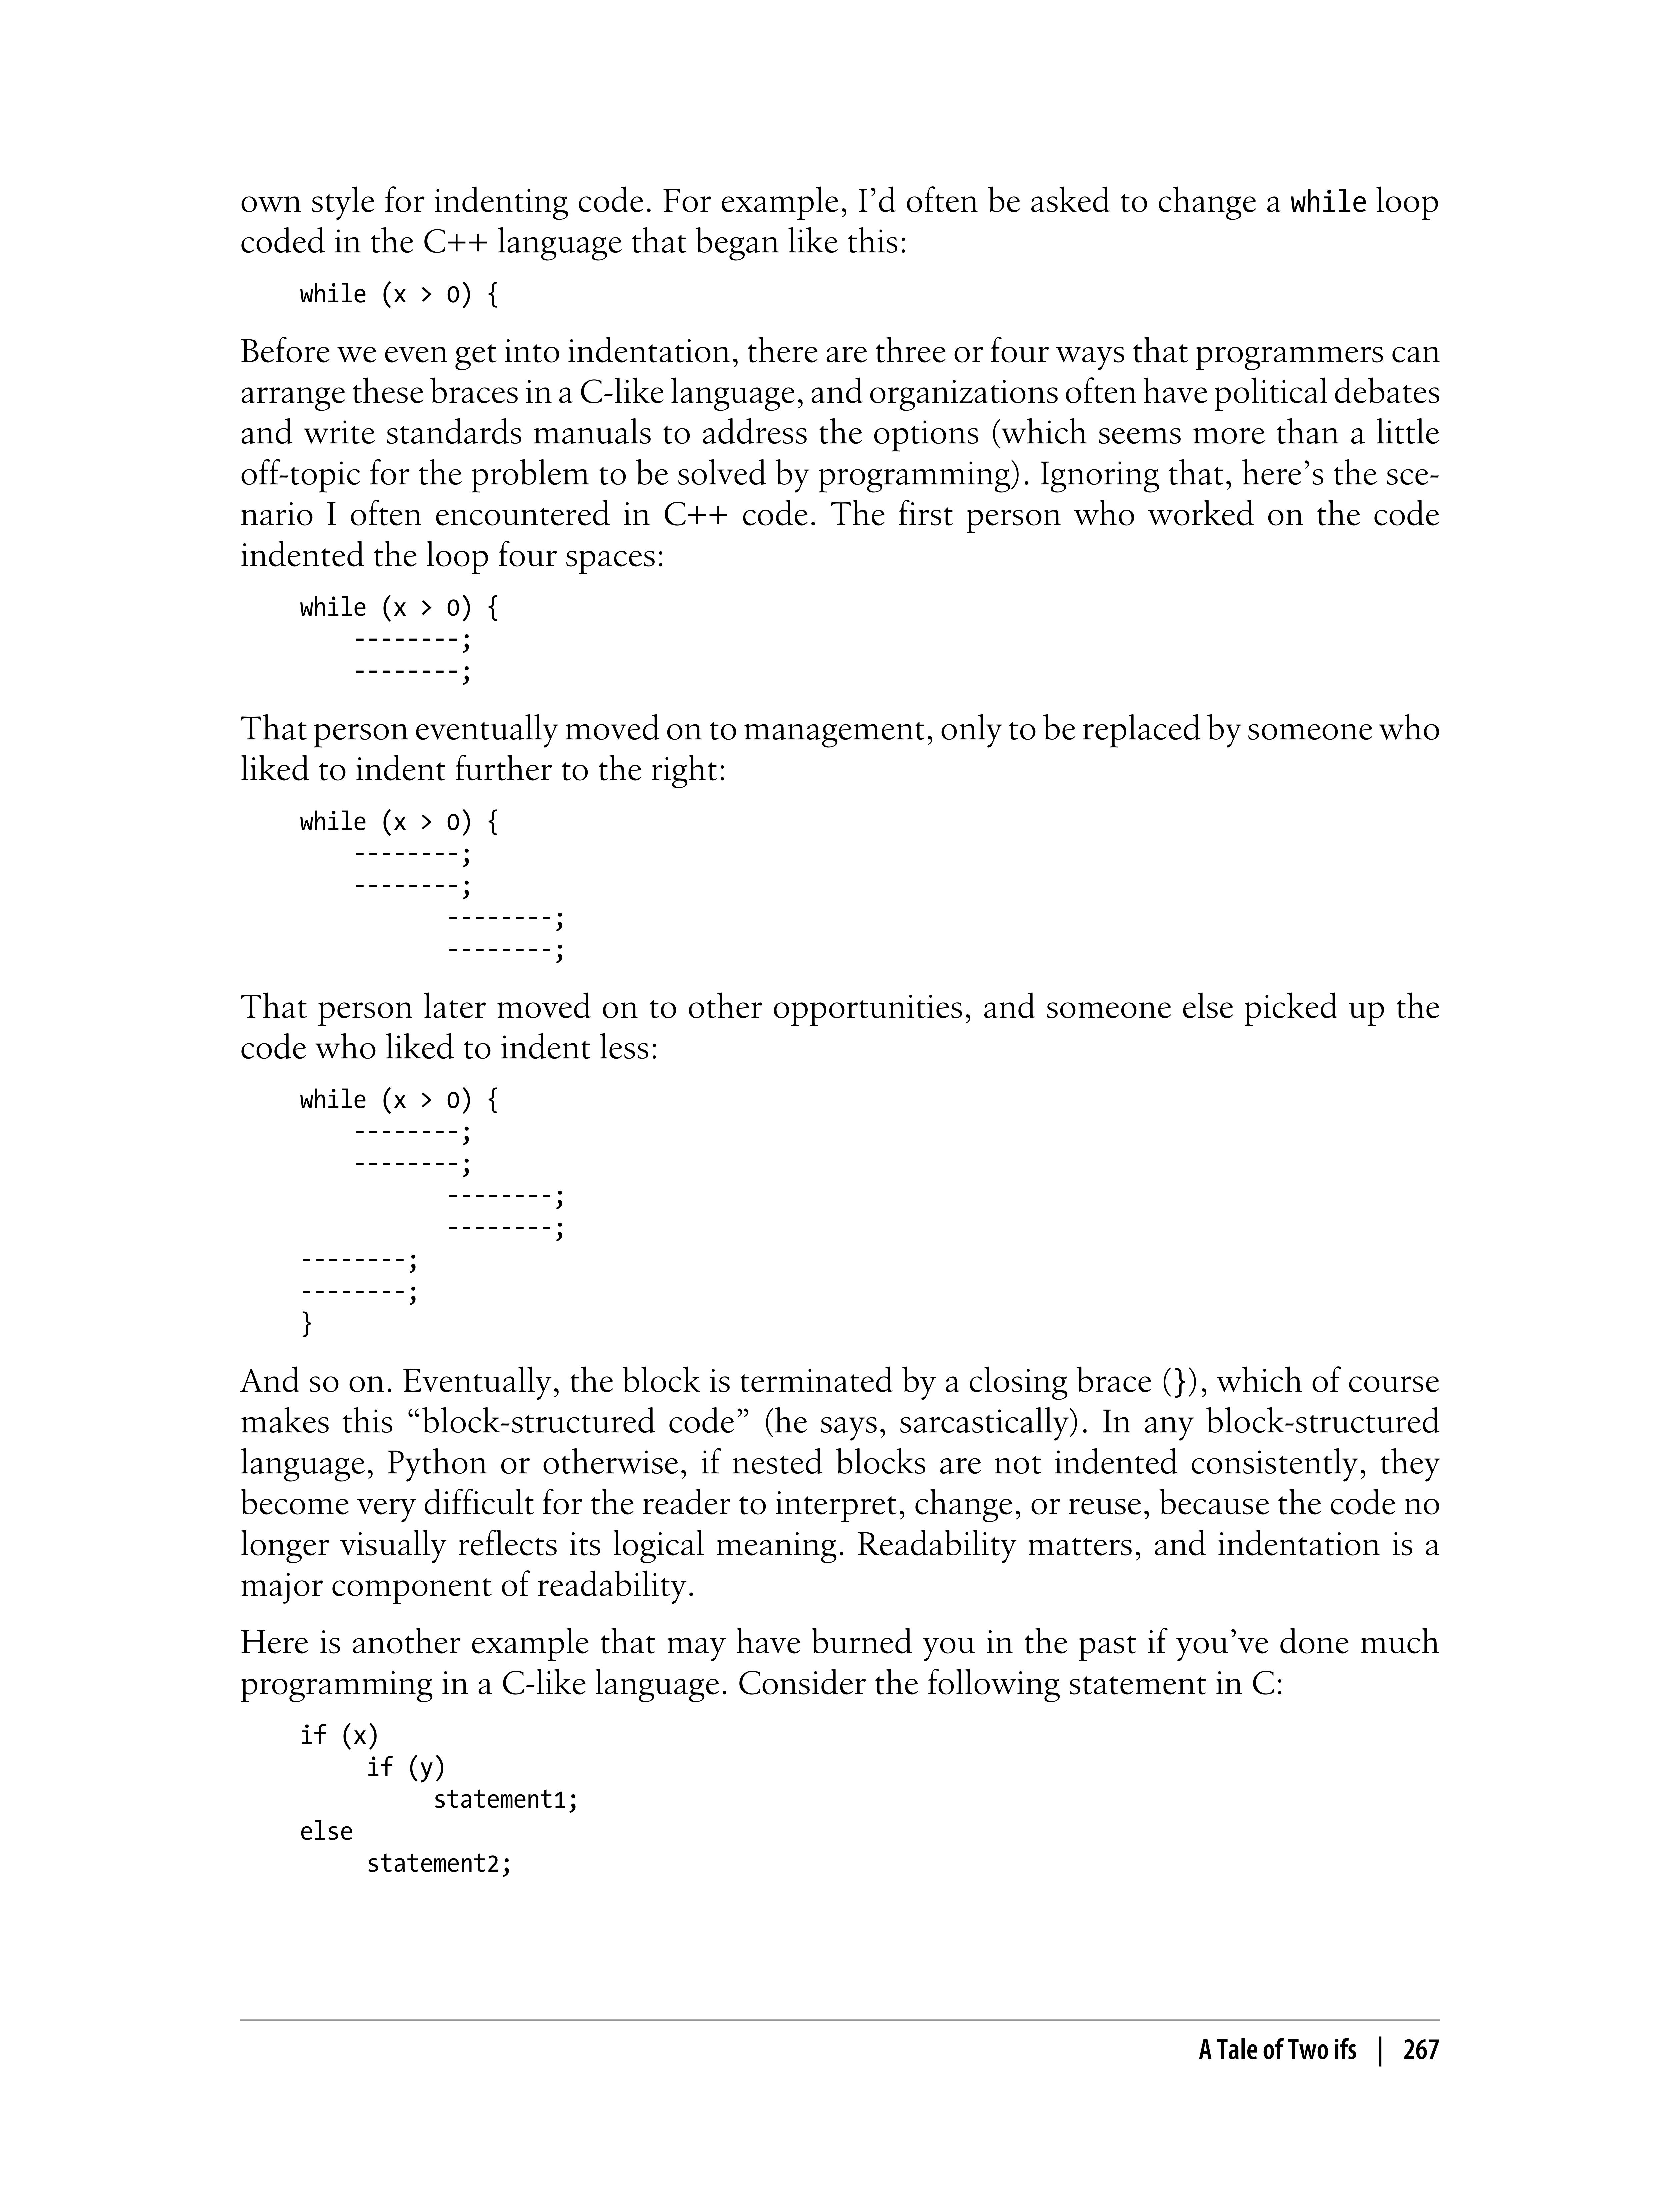 own style for indenting code. For example, I’d often be asked to change a while loop
coded in the C++ language that began like this:
while (x > 0) {
Before we even get into indentation, there are three or four ways that programmers can
arrange these braces in a C-like language, and organizations often have political debates
and write standards manuals to address the options (which seems more than a little
off-topic for the problem to be solved by programming). Ignoring that, here’s the sce-
nario I often encountered in C++ code. The first person who worked on the code
indented the loop four spaces:
while (x > 0) {
    --------;
    --------;
That person eventually moved on to management, only to be replaced by someone who
liked to indent further to the right:
while (x > 0) {
    --------;
    --------;
           --------;
           --------;
That person later moved on to other opportunities, and someone else picked up the
code who liked to indent less:
while (x > 0) {
    --------;
    --------;
           --------;
           --------;
--------;
--------;
}
And so on. Eventually, the block is terminated by a closing brace (}), which of course
makes this “block-structured code” (he says, sarcastically). In any block-structured
language, Python or otherwise, if nested blocks are not indented consistently, they
become very difficult for the reader to interpret, change, or reuse, because the code no
longer visually reflects its logical meaning. Readability matters, and indentation is a
major component of readability.
Here is another example that may have burned you in the past if you’ve done much
programming in a C-like language. Consider the following statement in C:
if (x)
     if (y)
          statement1;
else
     statement2;
A Tale of Two ifs | 267